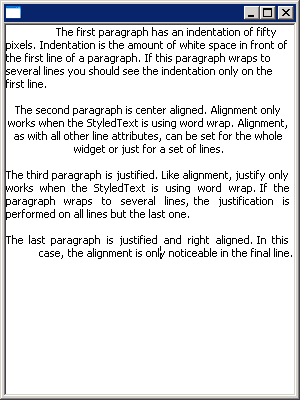 The first paragraph has an indentation of fifty
pixels. Indentation is the amount of white space in front of
the first line of a paragraph. If this paragraph wraps to
several lines you should see the indentation only on the
first line.
The second paragraph is center aligned. Alignment only
works when the StyledText is using word wrap. Alignment,
as with all other line attributes, can be set for the whole
widget or just for a set of lines.
The third paragraph is justified. Like alignment, justify only
works when the StyledText is using word wrap. If the
paragraph wraps to several lines, the justification is
performed on all lines but the last one.
The last paragraph is justified and right aligned. In this
case, the alignment is only noticeable in the final line.